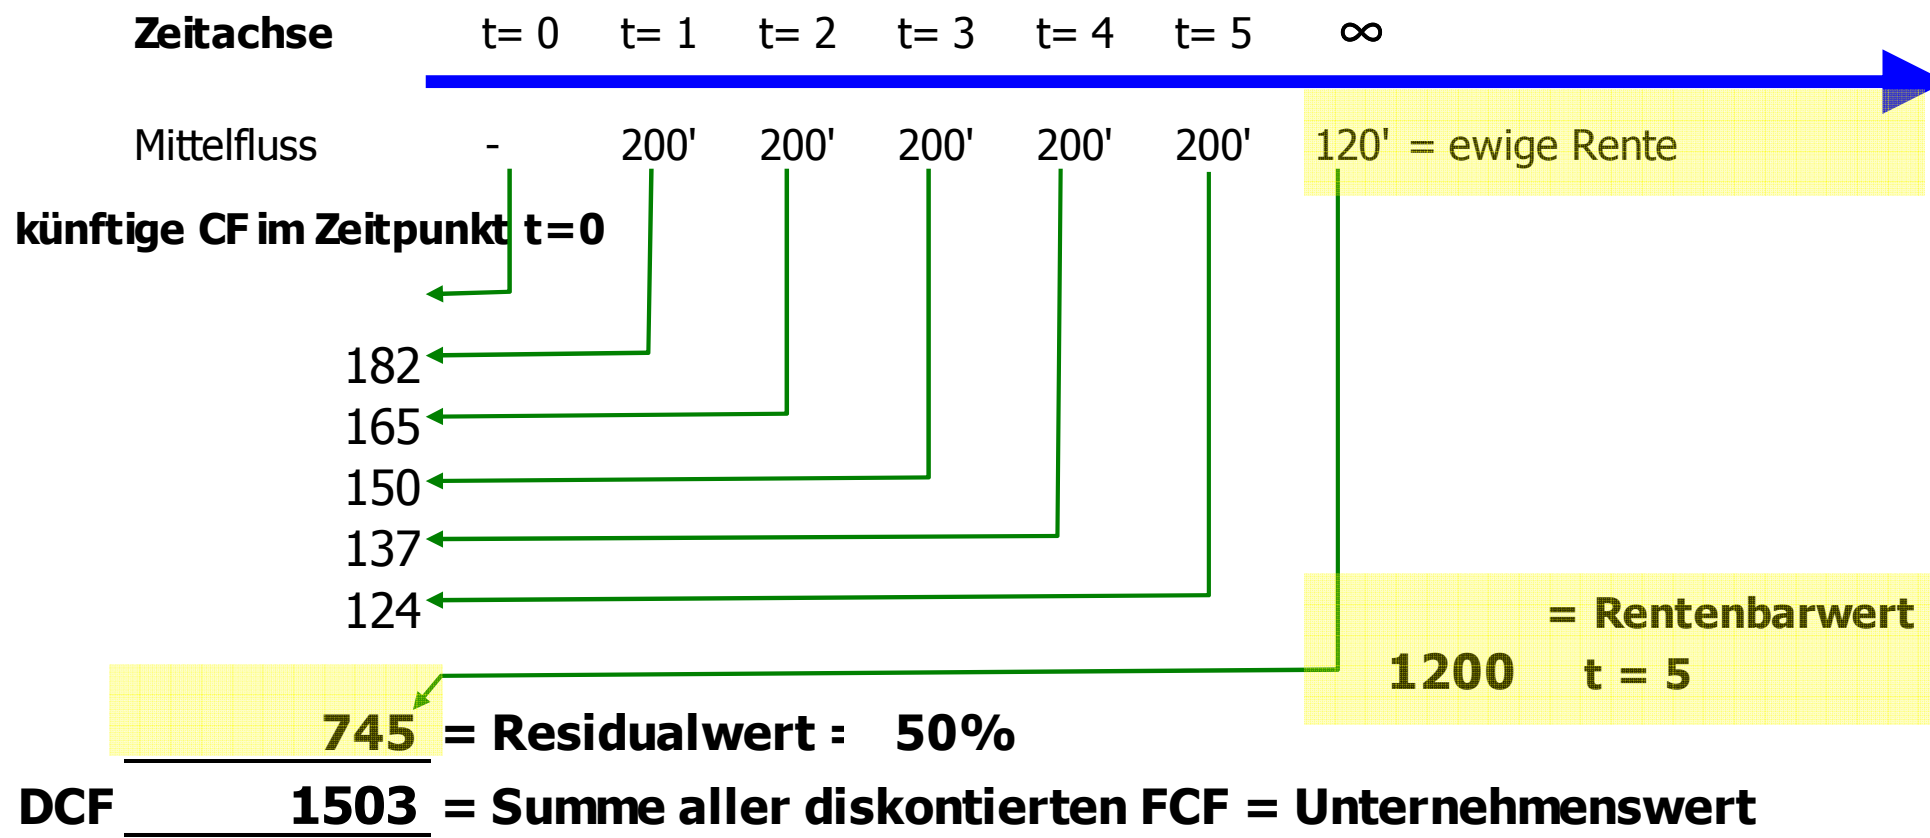 Zeitachse t= 0 t= 1 t= 2 t= 3 t= 4 t= 5 ∞
Mittelfluss - 200' 200' 200' 200' 200' 120' = ewige Rente
künftige CF im Zeitpunkt t=0
182
165
150
137
124
= Rentenbarwert
1200 t = 5
745 = Residualwert = 50%
DCF 1503 = Summe aller diskontierten FCF = Unternehmenswert